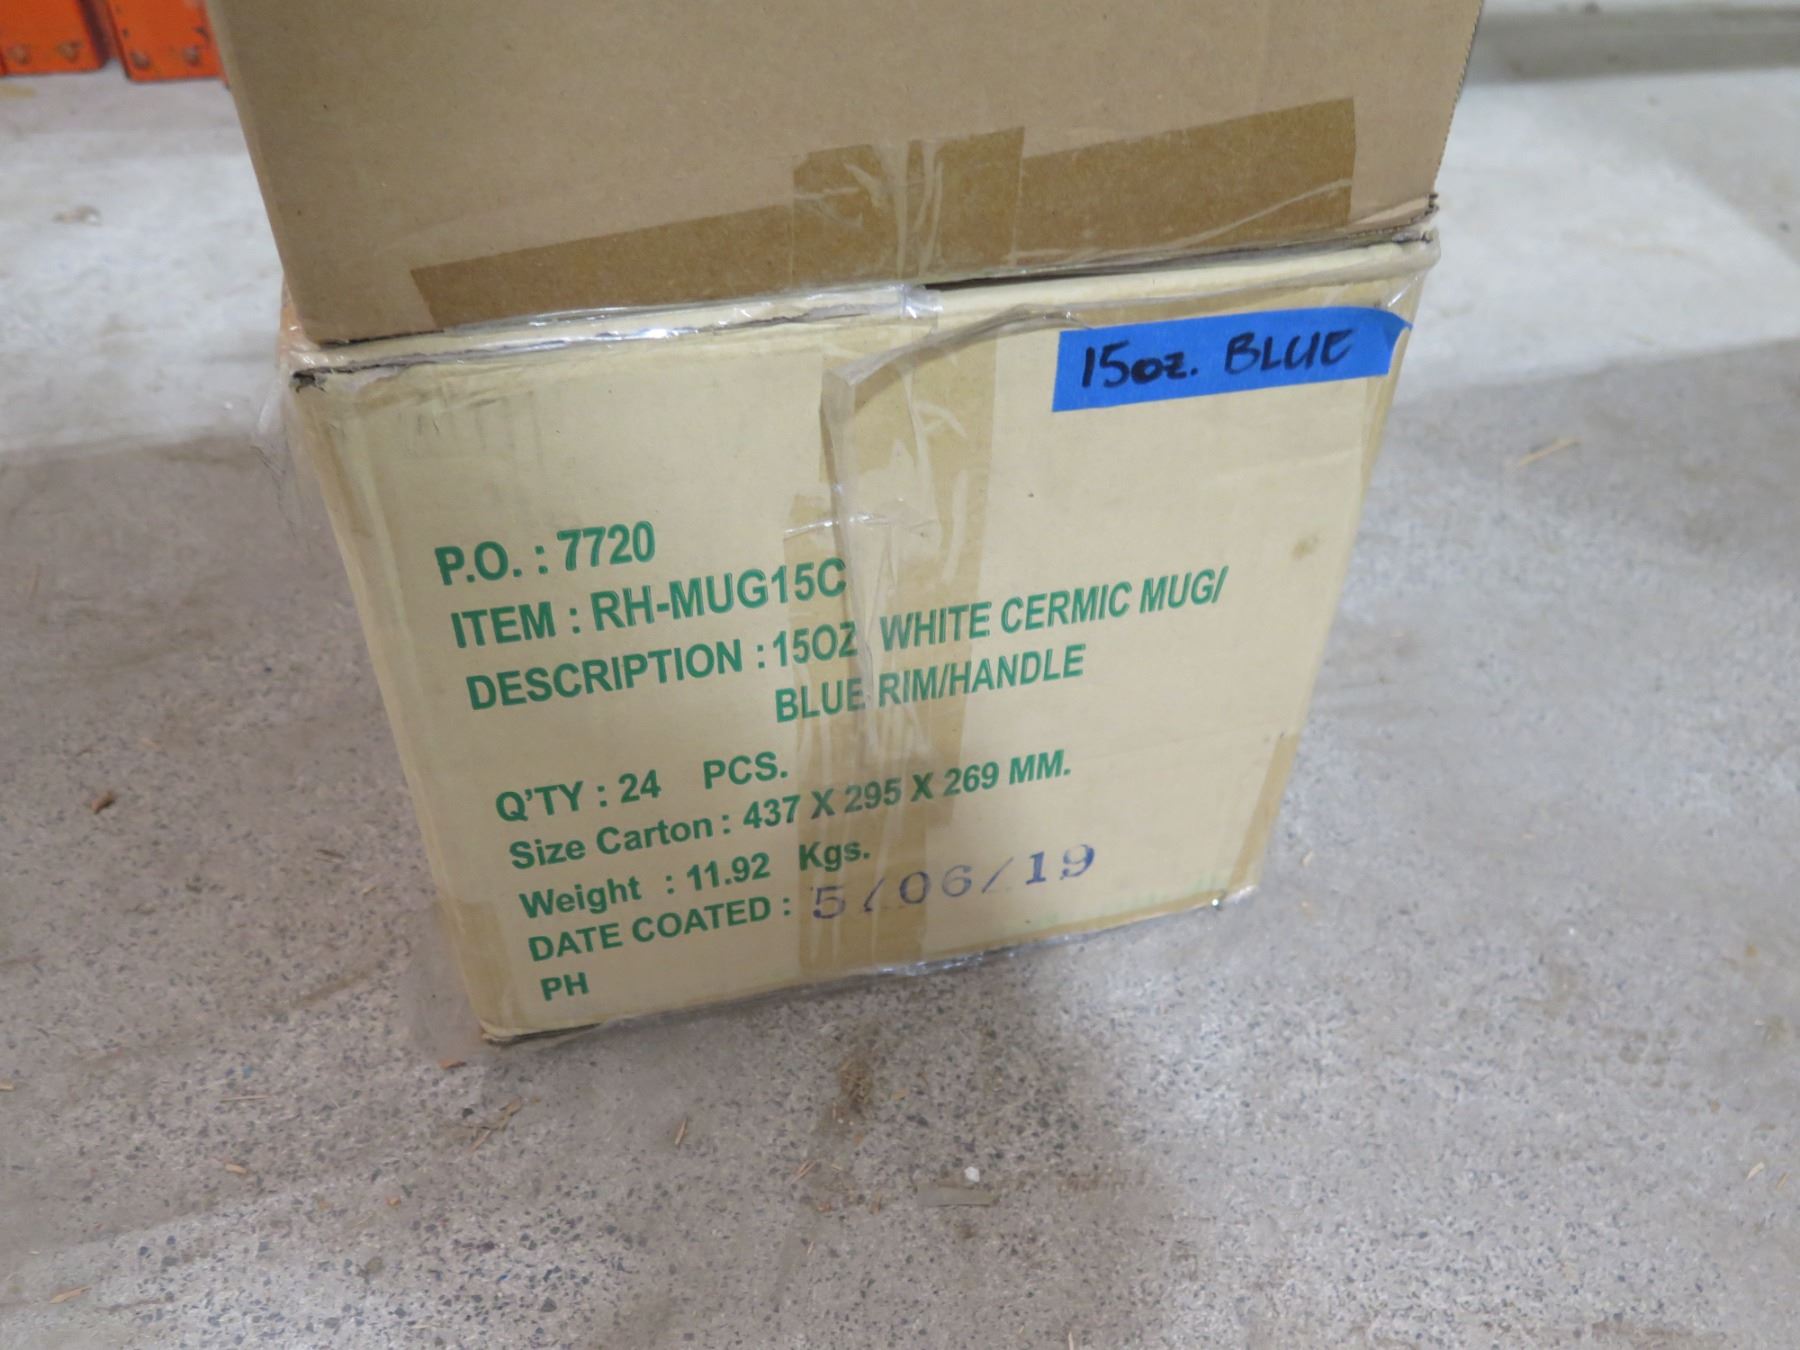 15oz. BLUE
P.O. : 7720
ITEM : RH-MUG15C
DESCRIPTION : 15OZ WHITE CERMIC MUG/
BLUE RIM/HANDLE
Q'TY : 24 PCS.
Size Carton : 437 X 295 X 269 MM.
Weight : 11.92 Kgs.
DATE COATED : 5/06/19
PH